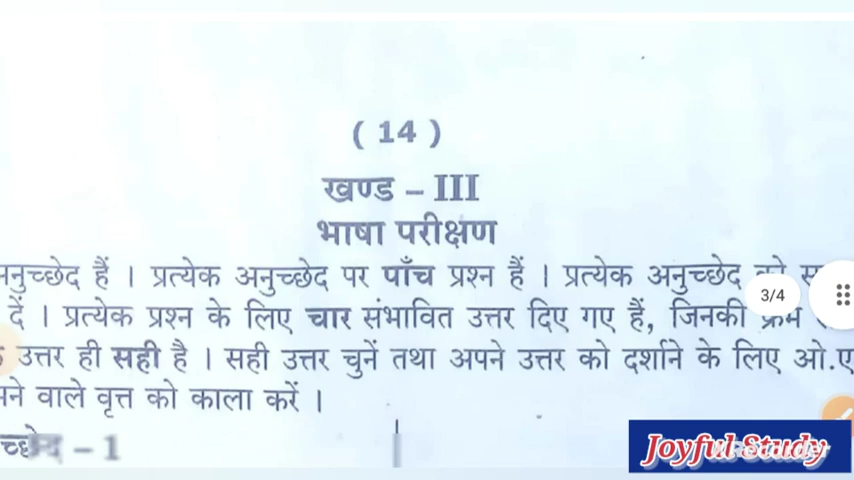 ( 14 )
खण्ड – III
भाषा परीक्षण
हैं । प्रत्येक अनुच्छेद पर पाँच प्रश्न हैं । प्रत्येक अनुच्छेद
3/4
दें । प्रत्येक प्रश्न के लिए चार संभावित उत्तर दिए गए हैं, जिनकी क्रम
उत्तर ही सही है । सही उत्तर चुनें तथा अपने उत्तर को दर्शाने के लिए ओ.ए
वाले वृत्त को काला करें ।
– 1
Joyful Study